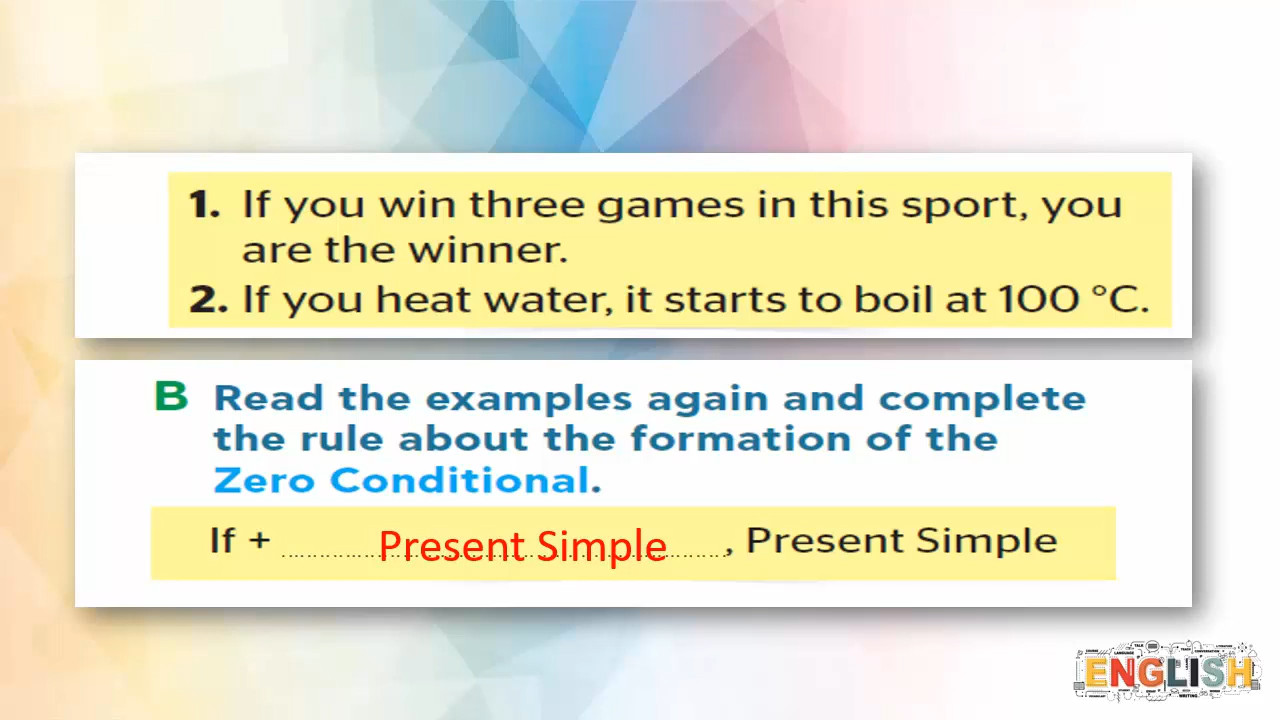 1. If you win three games in this sport, you
are the winner.
2. If you heat water, it starts to boil at 100 °C.
B Read the examples again and complete
the rule about the formation of the
Zero Conditional.
If + ........ Present Simple ........, Present Simple
ENGLISH